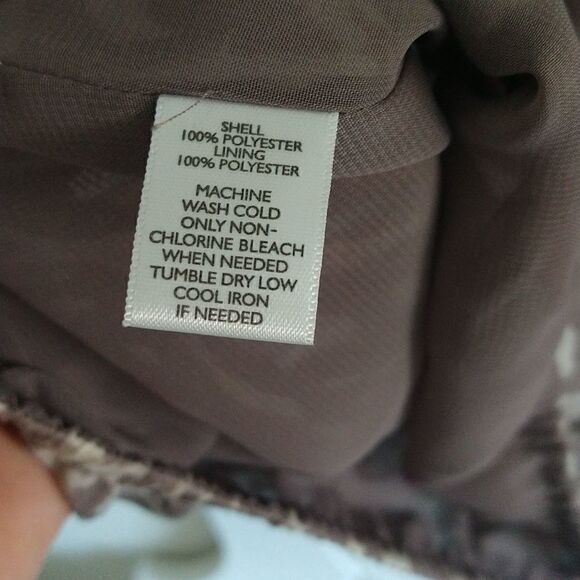 SHELL
100% POLYESTER
LINING
100% POLYESTER
MACHINE
WASH COLD
ONLY NON-
CHLORINE BLEACH
WHEN NEEDED
TUMBLE DRY LOW
COOL IRON
IF NEEDED